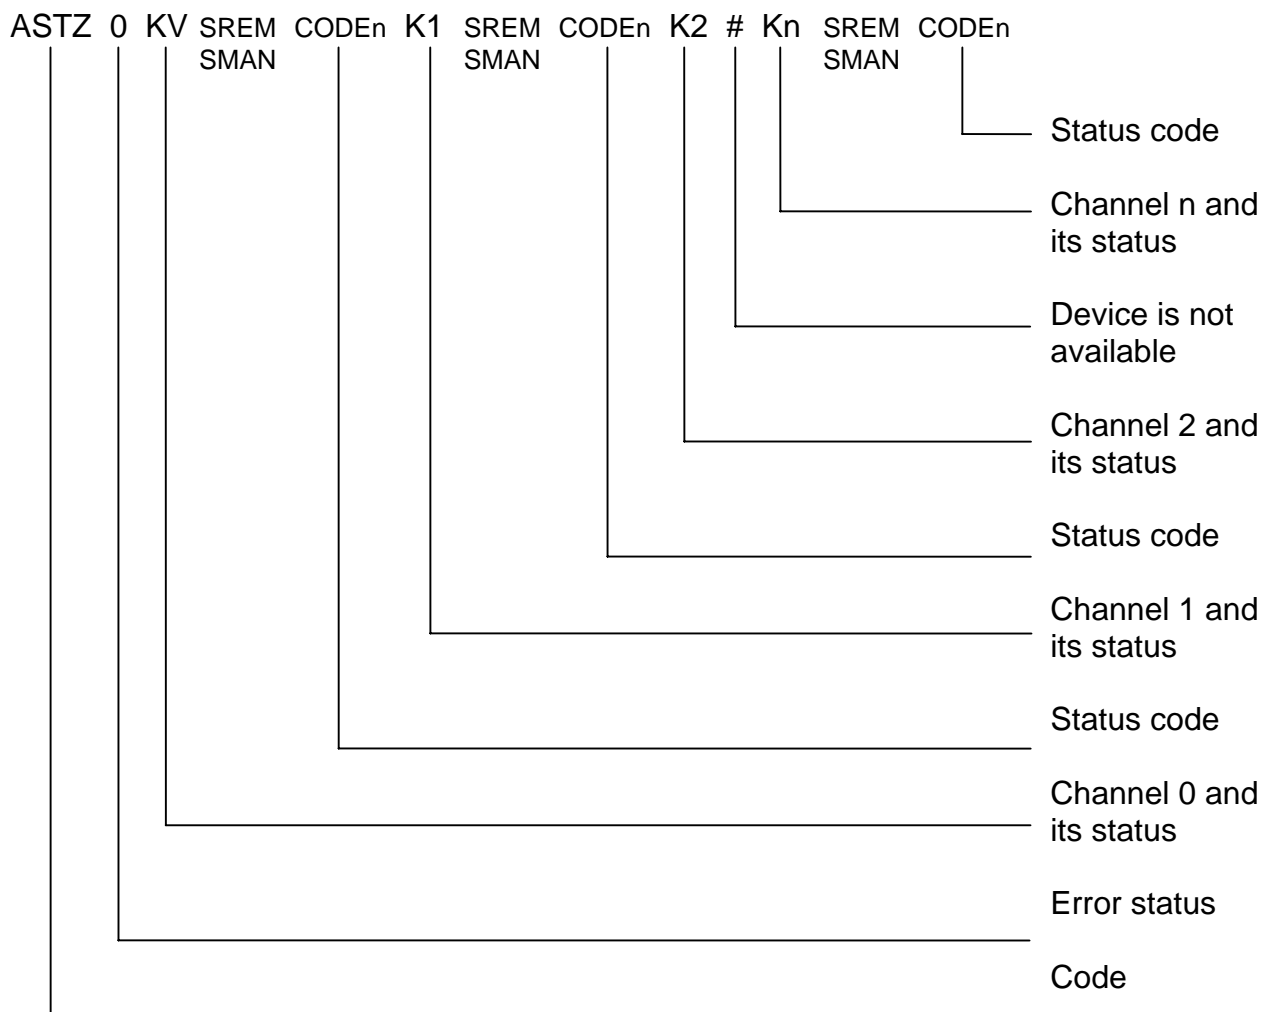 ASTZ 0 KV SREM CODEn K1 SREM CODEn K2 # Kn SREM CODEn
SMAN SMAN SMAN
Status code
Channel n and
its status
Device is not
available
Channel 2 and
its status
Status code
Channel 1 and
its status
Status code
Channel 0 and
its status
Error status
Code